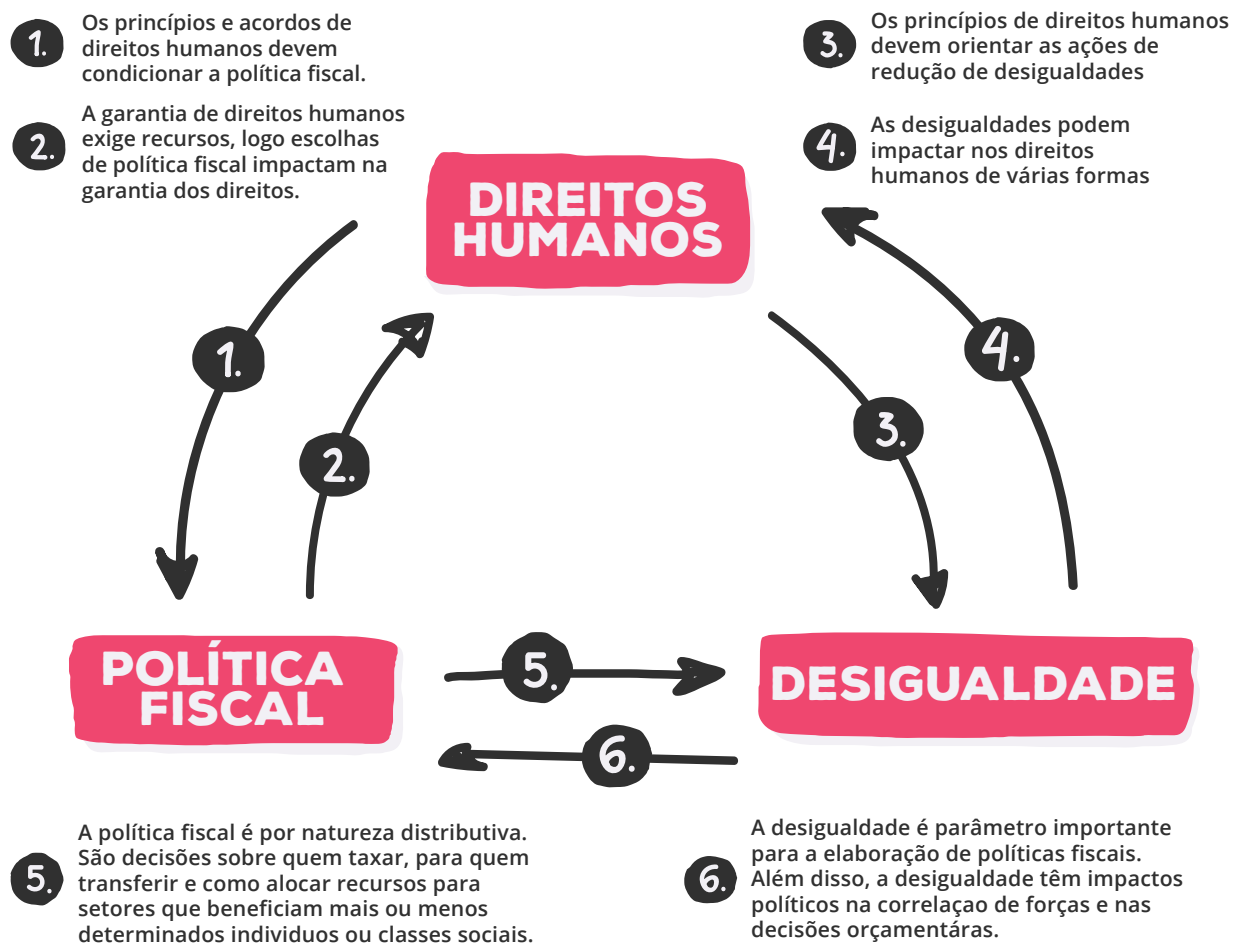 1.
Os princípios e acordos de
direitos humanos devem
condicionar a política fiscal.
2.
A garantia de direitos humanos
exige recursos, logo escolhas
de política fiscal impactam na
garantia dos direitos.
3.
Os princípios de direitos humanos
devem orientar as ações de
redução de desigualdades
4.
As desigualdades podem
impactar nos direitos
humanos de várias formas
DIREITOS
HUMANOS
1.
2.
3.
4.
POLÍTICA
FISCAL
5.
6.
DESIGUALDADE
5.
A política fiscal é por natureza distributiva.
São decisões sobre quem taxar, para quem
transferir e como alocar recursos para
setores que beneficiam mais ou menos
determinados individuos ou classes sociais.
6.
A desigualdade é parâmetro importante
para a elaboração de políticas fiscais.
Além disso, a desigualdade têm impactos
políticos na correlaçao de forças e nas
decisões orçamentáras.